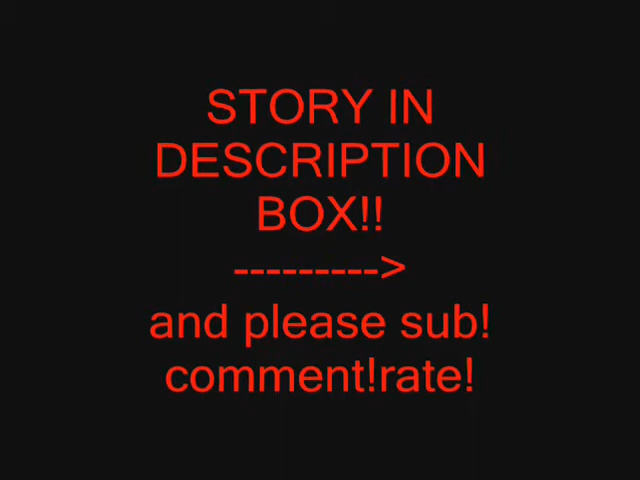 STORY IN
DESCRIPTION
BOX!!
--------->
and please sub!
comment!rate!